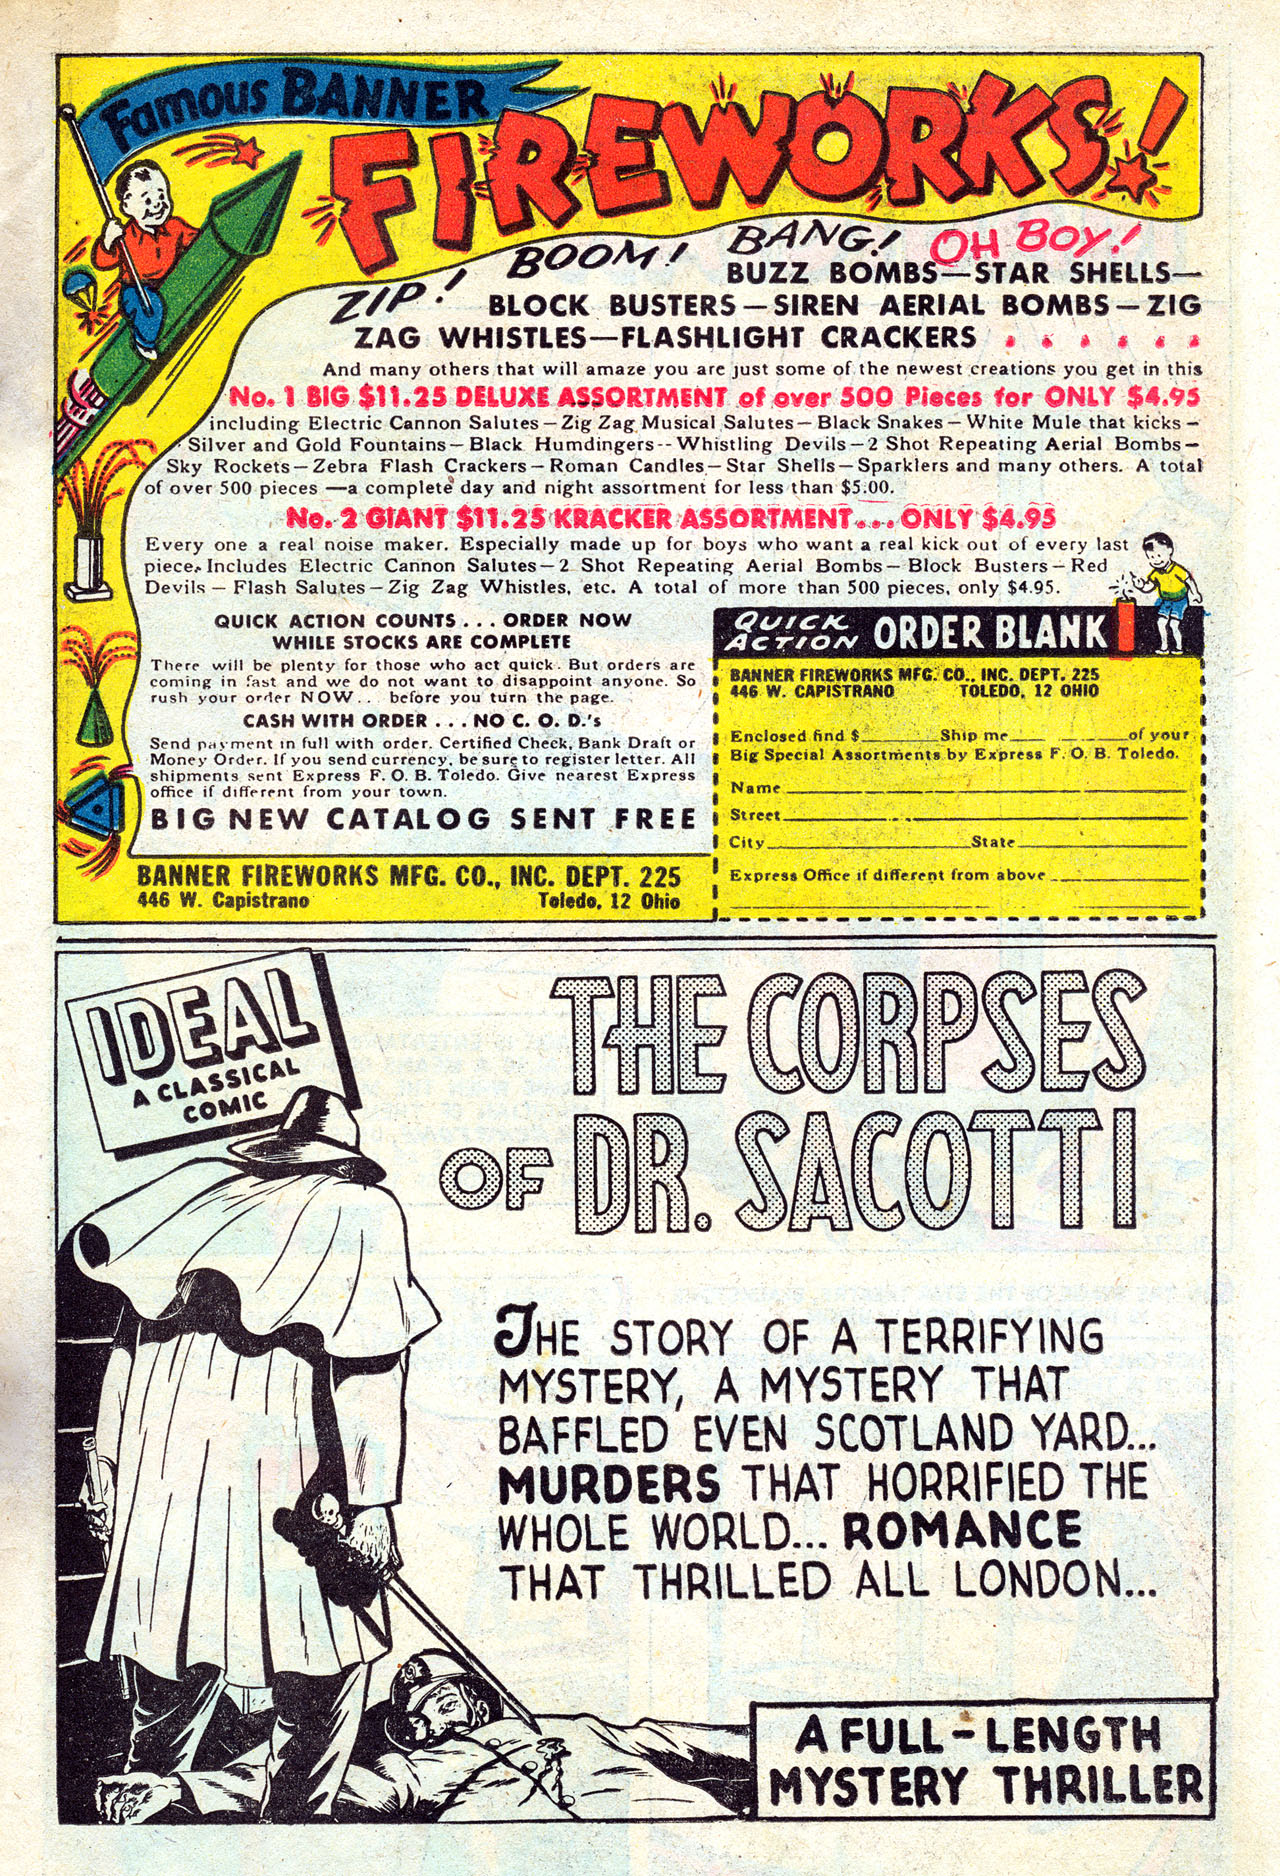 Famous BANNER
FIREWORKS!
ZIP! BOOM! BANG! OH BOY!
BUZZ BOMBS—STAR SHELLS—
BLOCK BUSTERS—SIREN AERIAL BOMBS—ZIG
ZAG WHISTLES—FLASHLIGHT CRACKERS . . . . . .
And many others that will amaze you are just some of the newest creations you get in this
No. 1 BIG $11.25 DELUXE ASSORTMENT of over 500 Pieces for ONLY $4.95
including Electric Cannon Salutes—Zig Zag Musical Salutes—Black Snakes—White Mule that kicks—
Silver and Gold Fountains—Black Humdingers--Whistling Devils—2 Shot Repeating Aerial Bombs—
Sky Rockets—Zebra Flash Crackers—Roman Candles—Star Shells—Sparklers and many others. A total
of over 500 pieces —a complete day and night assortment for less than $5.00.
No. 2 GIANT $11.25 KRACKER ASSORTMENT... ONLY $4.95
Every one a real noise maker. Especially made up for boys who want a real kick out of every last
piece. Includes Electric Cannon Salutes—2 Shot Repeating Aerial Bombs—Block Busters—Red
Devils — Flash Salutes—Zig Zag Whistles, etc. A total of more than 500 pieces, only $4.95.
QUICK ACTION COUNTS . . . ORDER NOW
WHILE STOCKS ARE COMPLETE
There will be plenty for those who act quick. But orders are
coming in fast and we do not want to disappoint anyone. So
rush your order NOW . . before you turn the page.
CASH WITH ORDER . . . NO C. O. D.'s
Send payment in full with order. Certified Check, Bank Draft or
Money Order. If you send currency, be sure to register letter. All
shipments sent Express F. O. B. Toledo. Give nearest Express
office if different from your town.
BIG NEW CATALOG SENT FREE
BANNER FIREWORKS MFG. CO., INC. DEPT. 225
446 W. Capistrano Toledo, 12 Ohio
QUICK ACTION ORDER BLANK
BANNER FIREWORKS MFG. CO., INC. DEPT. 225
446 W. CAPISTRANO TOLEDO, 12 OHIO
Enclosed find $______Ship me____ ______of your
Big Special Assortments by Express F. O. B. Toledo.
Name
Street
City State
Express Office if different from above
IDEAL
A CLASSICAL
COMIC
THE CORPSES
OF DR. SACOTTI
THE STORY OF A TERRIFYING
MYSTERY, A MYSTERY THAT
BAFFLED EVEN SCOTLAND YARD...
MURDERS THAT HORRIFIED THE
WHOLE WORLD... ROMANCE
THAT THRILLED ALL LONDON...
A FULL-LENGTH
MYSTERY THRILLER